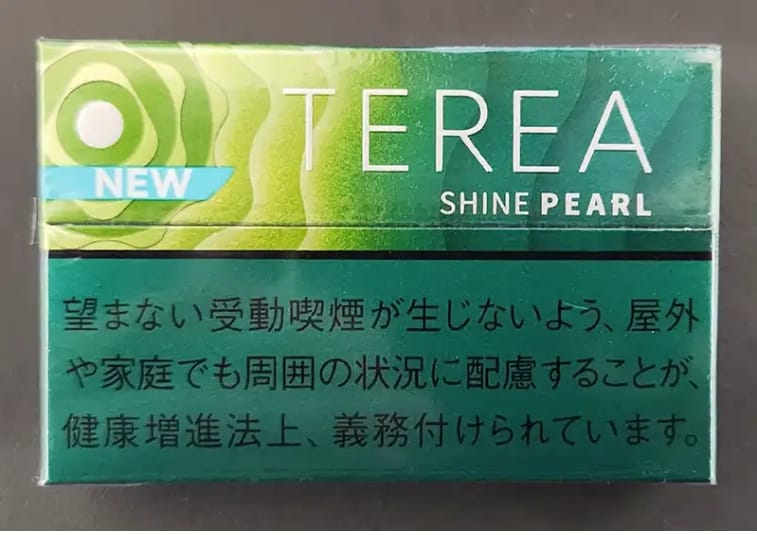 TEREA
NEW
SHINE PEARL
望まない受動喫煙が生じないよう、屋外
や家庭でも周囲の状況に配慮することが、
健康増進法上、義務付けられています。